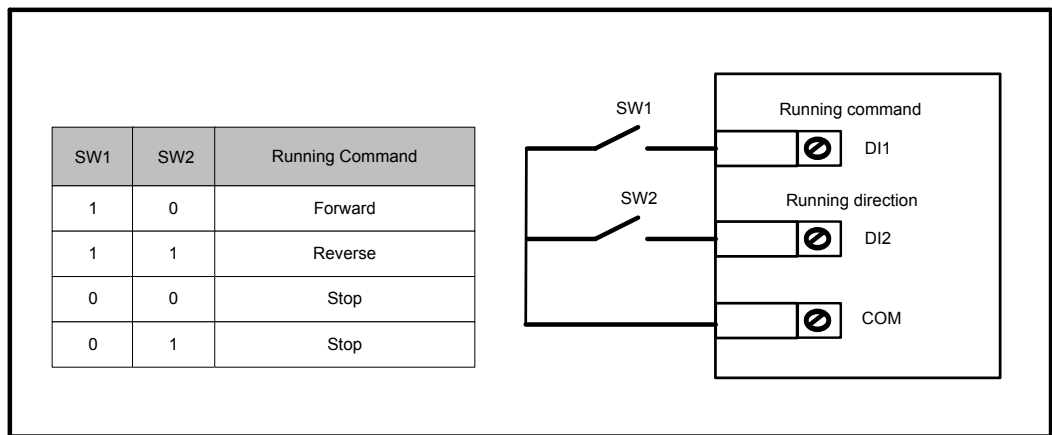 SW1 SW2 Running Command
1 0 Forward
1 1 Reverse
0 0 Stop
0 1 Stop
SW1
Running command
DI1
SW2
Running direction
DI2
COM